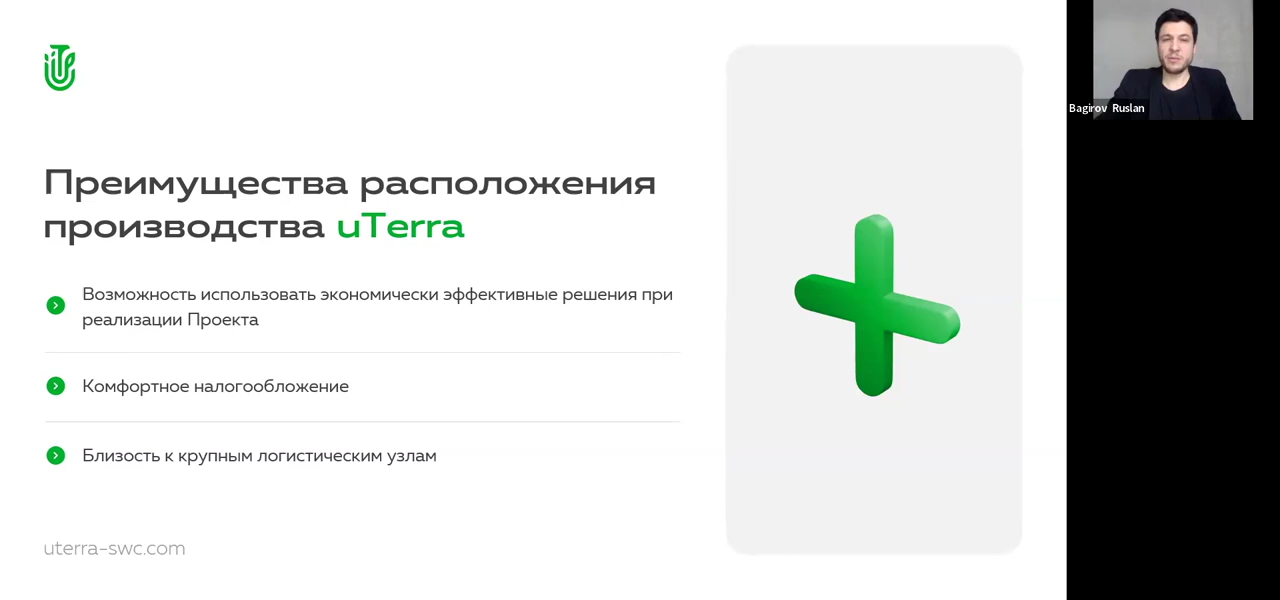 Преимущества расположения
производства uTerra
Возможность использовать экономически эффективные решения при
реализации Проекта
Комфортное налогообложение
Близость к крупным логистическим узлам
uterra-swc.com
Bagirov Ruslan